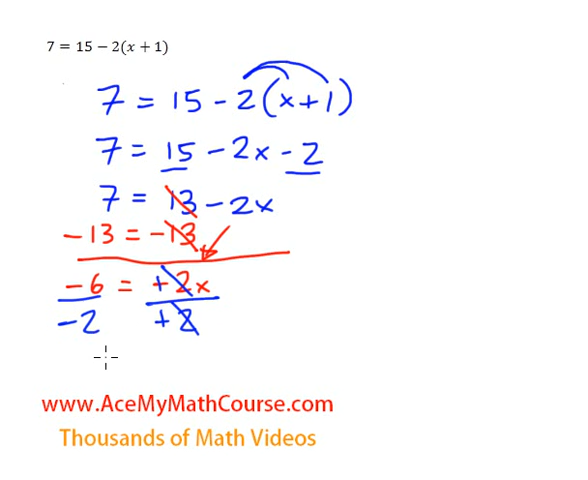 7 = 15 − 2(x + 1)
7 = 15 - 2(x+1)
7 = 15 - 2x - 2
7 = 13 - 2x
-13 = -13
-6 = +2x
-2 +2
www.AceMyMathCourse.com
Thousands of Math Videos